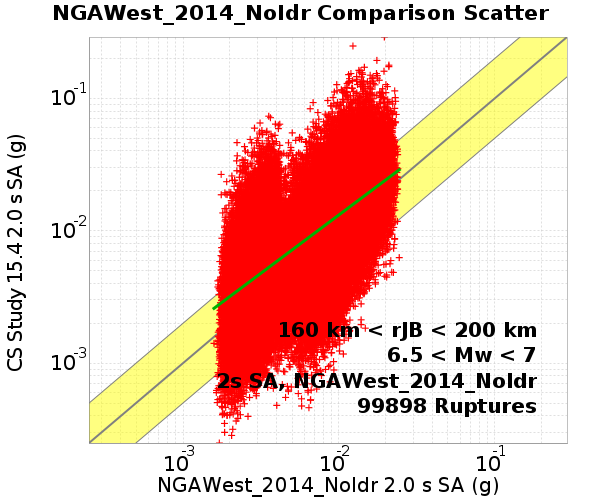 NGAWest_2014_NoIdr Comparison Scatter
CS Study 15.4 2.0 s SA (g)
10-1
10-2
10-3
160 km < rJB < 200 km
6.5 < Mw < 7
2s SA, NGAWest_2014_NoIdr
99898 Ruptures
10-3 10-2 10-1
NGAWest_2014_NoIdr 2.0 s SA (g)